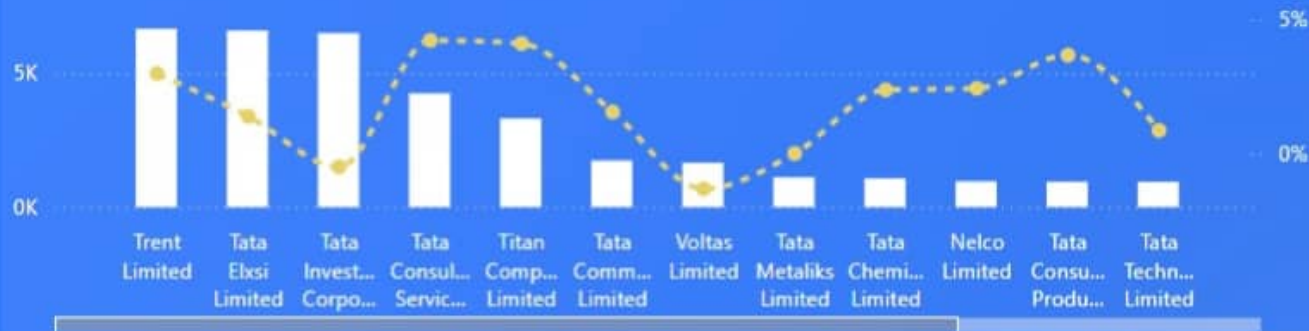 5%
5K
0%
0K
Trent Tata Tata Tata Titan Tata Voltas Tata Tata Nelco Tata Tata
Limited Elxsi Invest... Consul... Comp... Comm... Limited Metaliks Chemi... Limited Consu... Techn...
Limited Corpo... Servic... Limited Limited Limited Limited Produ... Limited